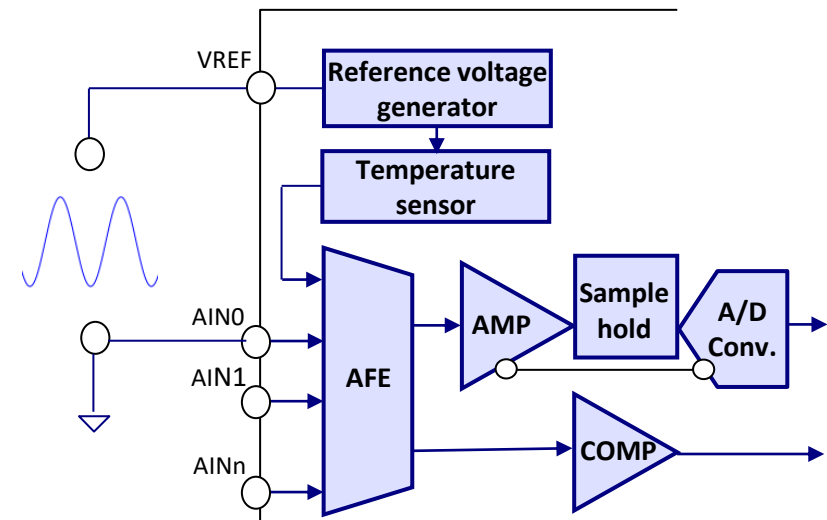 VREF
Reference voltage
generator
Temperature
sensor
AIN0
AIN1
AINn
AFE
AMP
Sample
hold
A/D
Conv.
COMP